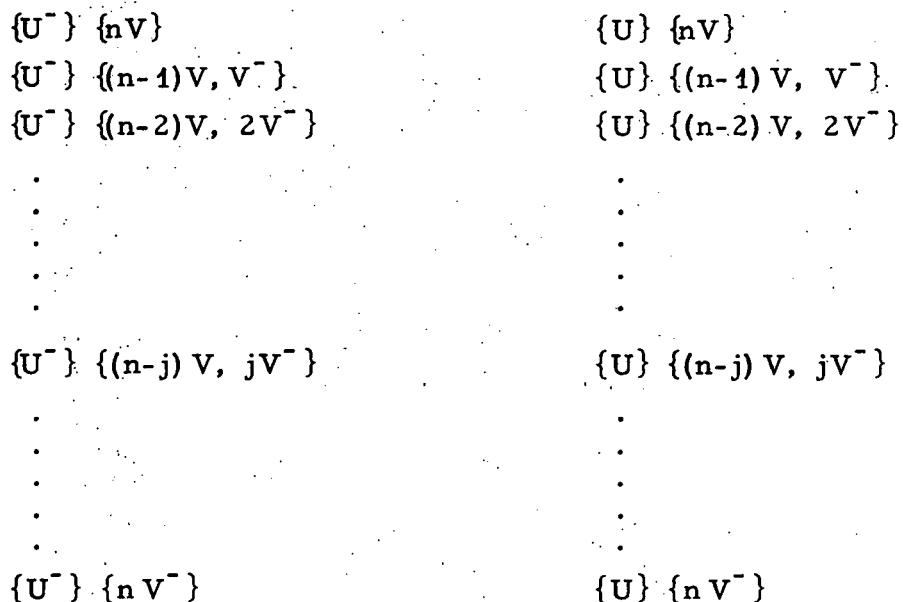 {U⁻} {nV} {U} {nV}
{U⁻} {(n-1)V, V⁻} {U} {(n-1) V, V⁻}
{U⁻} {(n-2)V, 2V⁻} {U} {(n-2) V, 2V⁻}
. .
. .
. .
. .
. .
{U⁻} {(n-j) V, jV⁻} {U} {(n-j) V, jV⁻}
. .
. .
. .
. .
. .
{U⁻} {n V⁻} {U} {n V⁻}